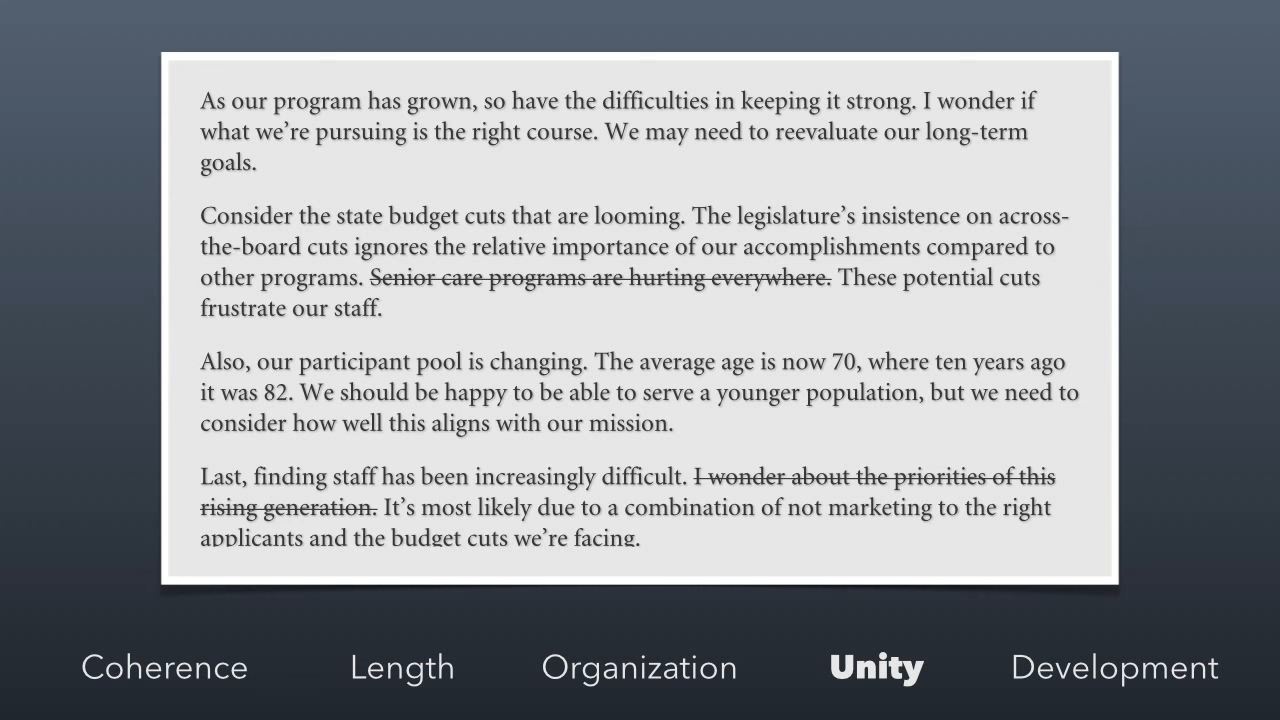 As our program has grown, so have the difficulties in keeping it strong. I wonder if
what we’re pursuing is the right course. We may need to reevaluate our long-term
goals.
Consider the state budget cuts that are looming. The legislature’s insistence on across-
the-board cuts ignores the relative importance of our accomplishments compared to
other programs. Senior care programs are hurting everywhere. These potential cuts
frustrate our staff.
Also, our participant pool is changing. The average age is now 70, where ten years ago
it was 82. We should be happy to be able to serve a younger population, but we need to
consider how well this aligns with our mission.
Last, finding staff has been increasingly difficult. I wonder about the priorities of this
rising generation. It’s most likely due to a combination of not marketing to the right
applicants and the budget cuts we’re facing.
Coherence Length Organization Unity Development